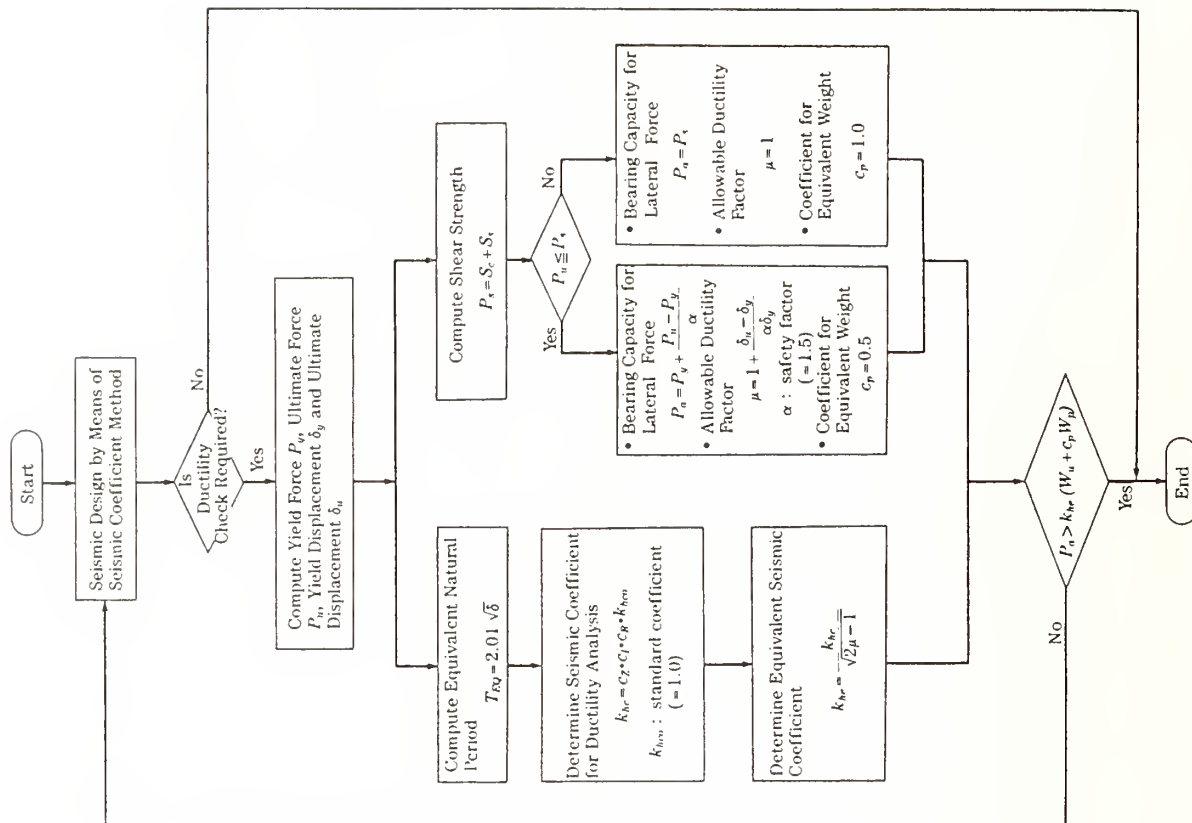 Start
Seismic Design by Means of
Seismic Coefficient Method
Is
Ductility
Check Required?
No
Yes
Compute Yield Force P_y, Ultimate Force
P_u, Yield Displacement δ_y and Ultimate
Displacement δ_u
Compute Equivalent Natural
Period
T_EQ = 2.01 √δ
Determine Seismic Coefficient
for Ductility Analysis
k_hc = c_Z • c_I • c_R • k_hco
k_hco : standard coefficient
(= 1.0)
Determine Equivalent Seismic
Coefficient
k_he = k_hc / √2μ − 1
Compute Shear Strength
P_s = S_c + S_s
P_u ≦ P_s
Yes
No
• Bearing Capacity for
Lateral Force
P_a = P_y + (P_u − P_y) / α
• Allowable Ductility
Factor
μ = 1 + (δ_u − δ_y) / αδ_y
α : safety factor
(= 1.5)
• Coefficient for
Equivalent Weight
c_p = 0.5
• Bearing Capacity for
Lateral Force
P_a = P_s
• Allowable Ductility
Factor
μ = 1
• Coefficient for
Equivalent Weight
c_p = 1.0
P_a > k_he (W_u + c_p W_p)
No
Yes
End